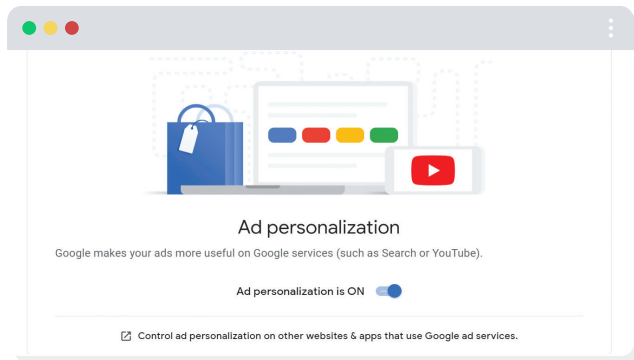 Ad personalization
Google makes your ads more useful on Google services (such as Search or YouTube).
Ad personalization is ON
Control ad personalization on other websites & apps that use Google ad services.